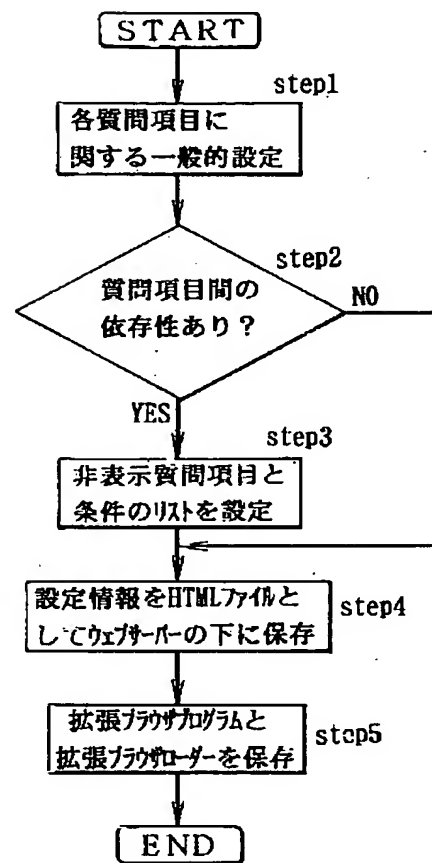 START
step1
各質問項目に
関する一般的設定
step2
質問項目間の
依存性あり？
NO
YES
step3
非表示質問項目と
条件のリストを設定
設定情報をHTMLファイルと
してウェブサーバーの下に保存
step4
拡張ブラウザプログラムと
拡張ブラウザローダーを保存
step5
END